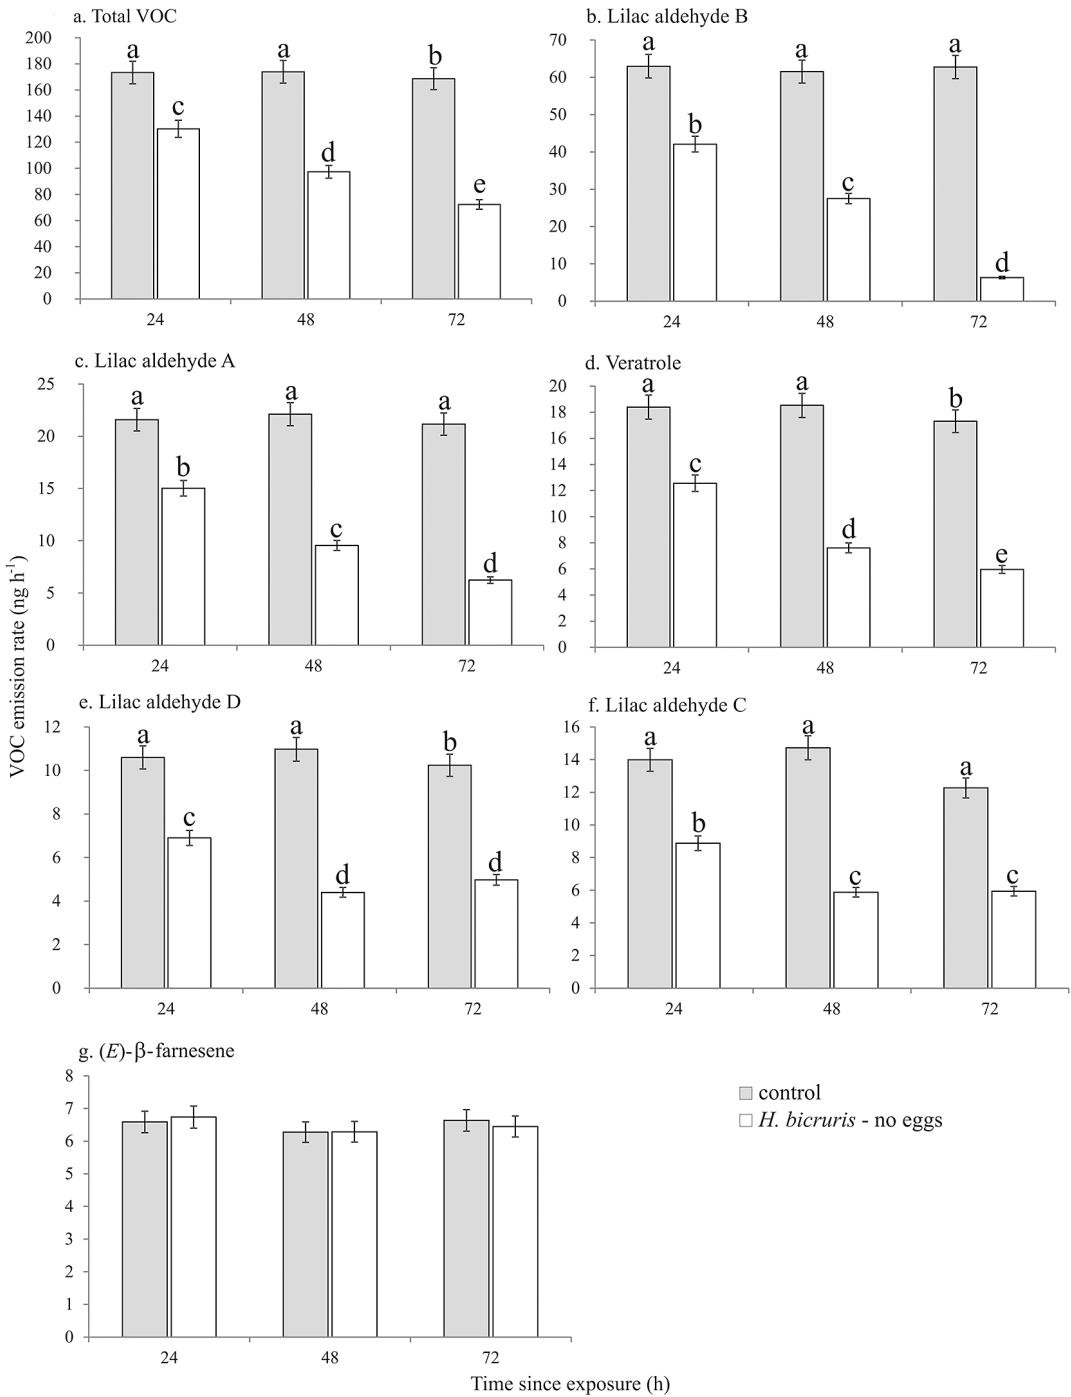 a. Total VOC
200
180
160
140
120
100
80
60
40
20
0
a
c
a
d
b
e
24
48
72
b. Lilac aldehyde B
70
60
50
40
30
20
10
0
a
b
a
c
a
d
24
48
72
c. Lilac aldehyde A
25
20
15
10
5
0
a
b
a
c
a
d
24
48
72
d. Veratrole
20
18
16
14
12
10
8
6
4
2
0
a
c
a
d
b
e
24
48
72
VOC emission rate (ng h⁻¹)
e. Lilac aldehyde D
12
10
8
6
4
2
0
a
c
a
d
b
d
24
48
72
f. Lilac aldehyde C
16
14
12
10
8
6
4
2
0
a
b
a
c
a
c
24
48
72
g. (E)-β-farnesene
8
7
6
5
4
3
2
1
0
24
48
72
control
H. bicruris - no eggs
Time since exposure (h)